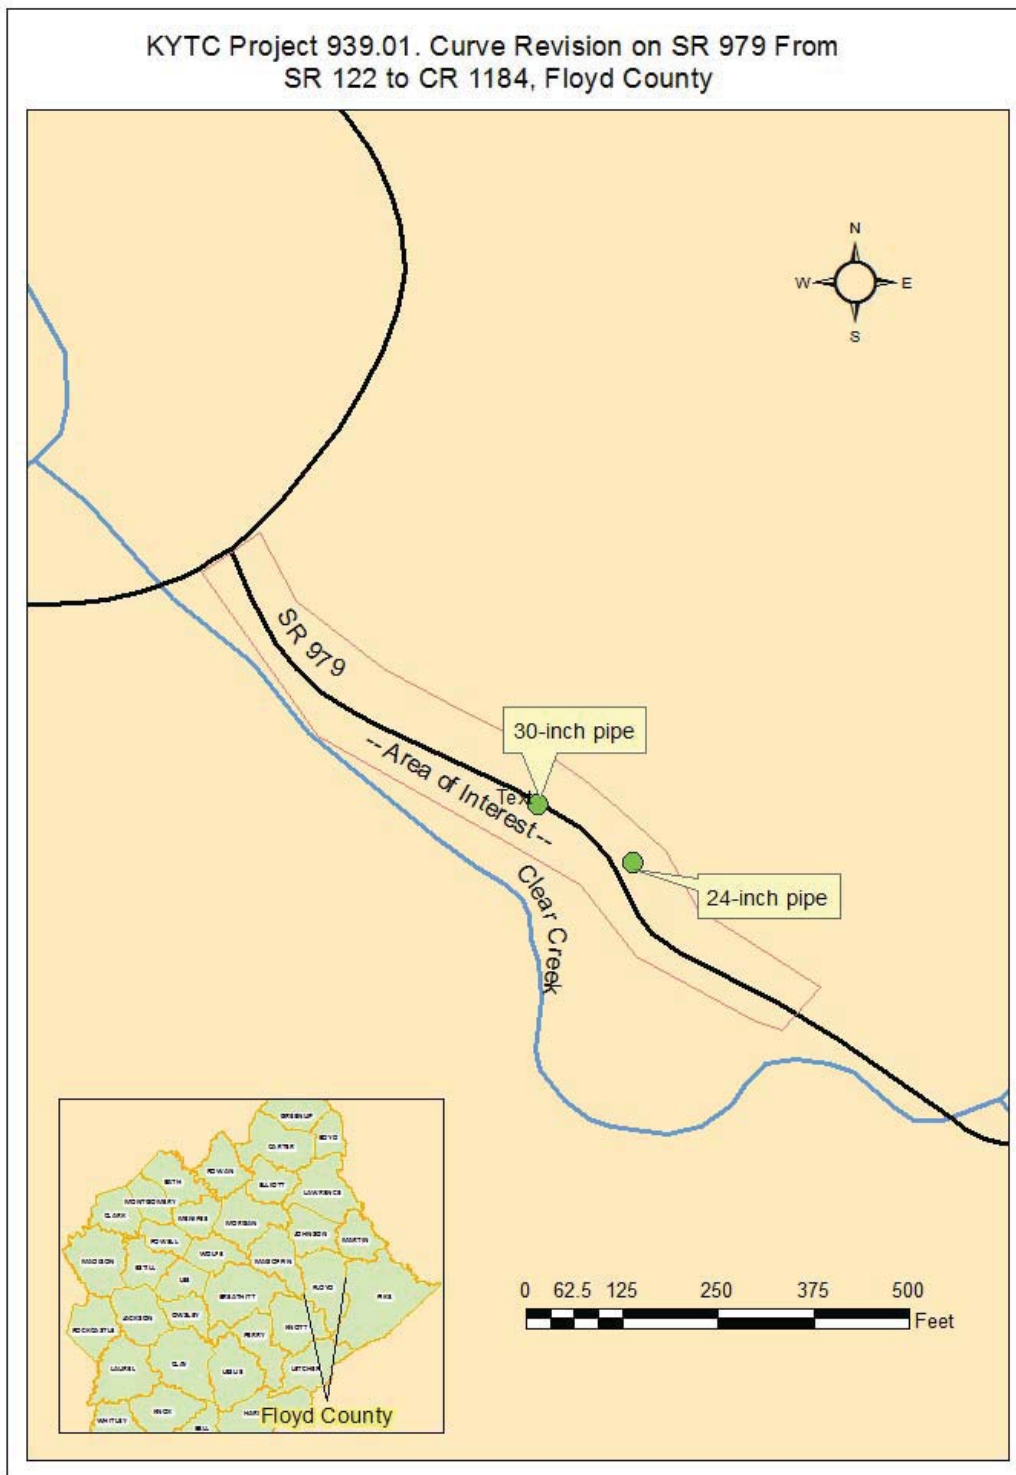 KYTC Project 939.01. Curve Revision on SR 979 From
SR 122 to CR 1184, Floyd County
N
W
E
S
SR 979
30-inch pipe
--Area of Interest--
Text
24-inch pipe
Clear Creek
GREENUP
BOYD
CARTER
ROWAN
BATH
ELLIOTT
LAWRENCE
MONTGOMERY
CLARK
MENIFEE
MORGAN
JOHNSON
MARTIN
POWELL
WOLFE
MAGOFFIN
MADISON
ESTILL
LEE
FLOYD
PIKE
BREATHITT
JACKSON
OWSLEY
ROCKCASTLE
KNOTT
PERRY
LAUREL
CLAY
LESLIE
LETCHER
KNOX
HAR
WHITLEY
BELL
Floyd County
0 62.5 125 250 375 500
Feet